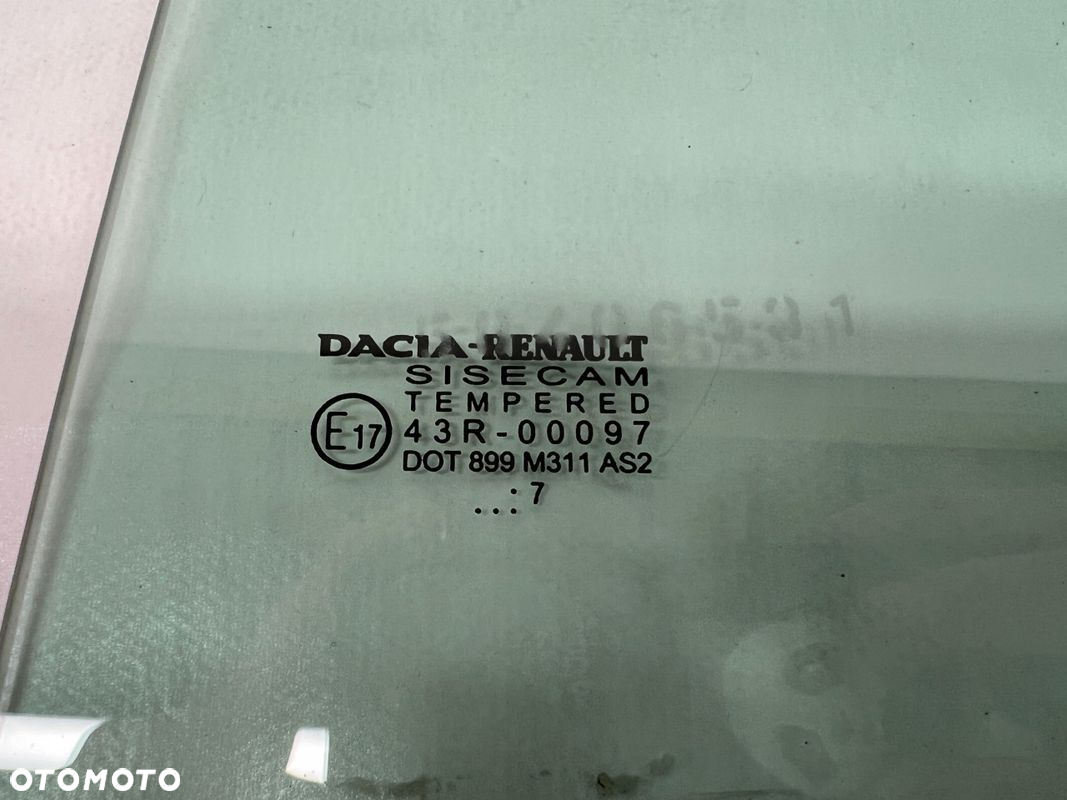 DACIA·RENAULT
SISECAM
TEMPERED
E17 43R-00097
DOT 899 M311 AS2
...: 7
OTOMOTO